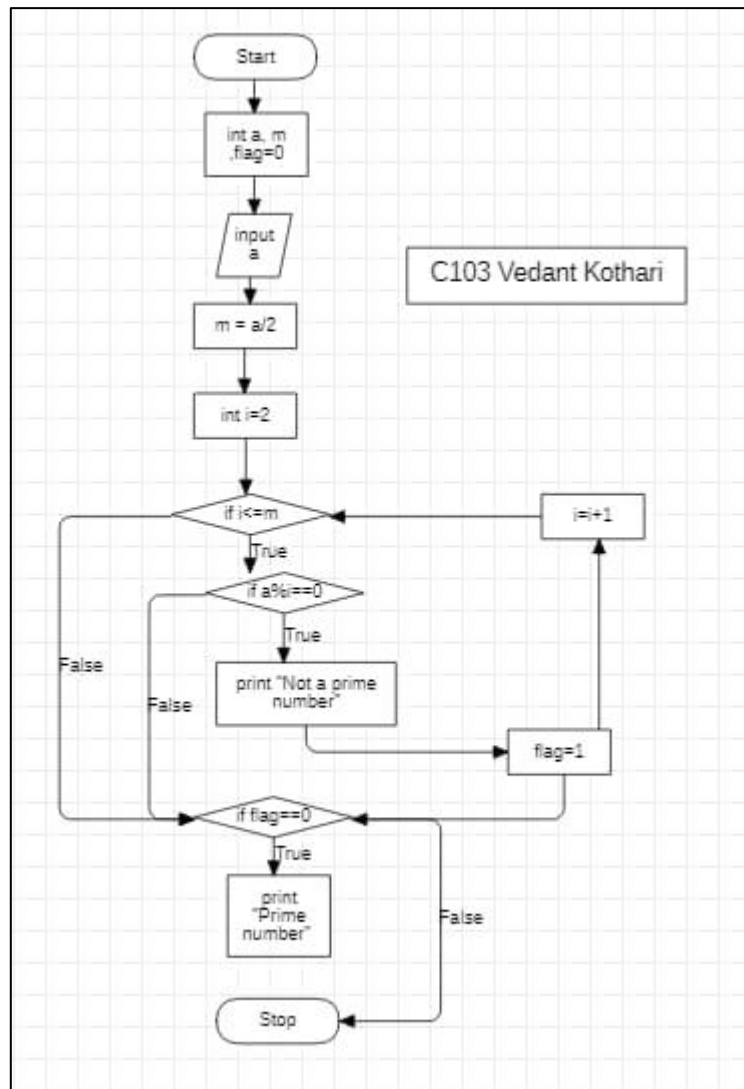 Start
int a, m
,flag=0
input
a
C103 Vedant Kothari
m = a/2
int i=2
if i<=m
i=i+1
True
if a%i==0
True
False
print "Not a prime
number"
False
flag=1
if flag==0
True
print
"Prime
number"
False
Stop